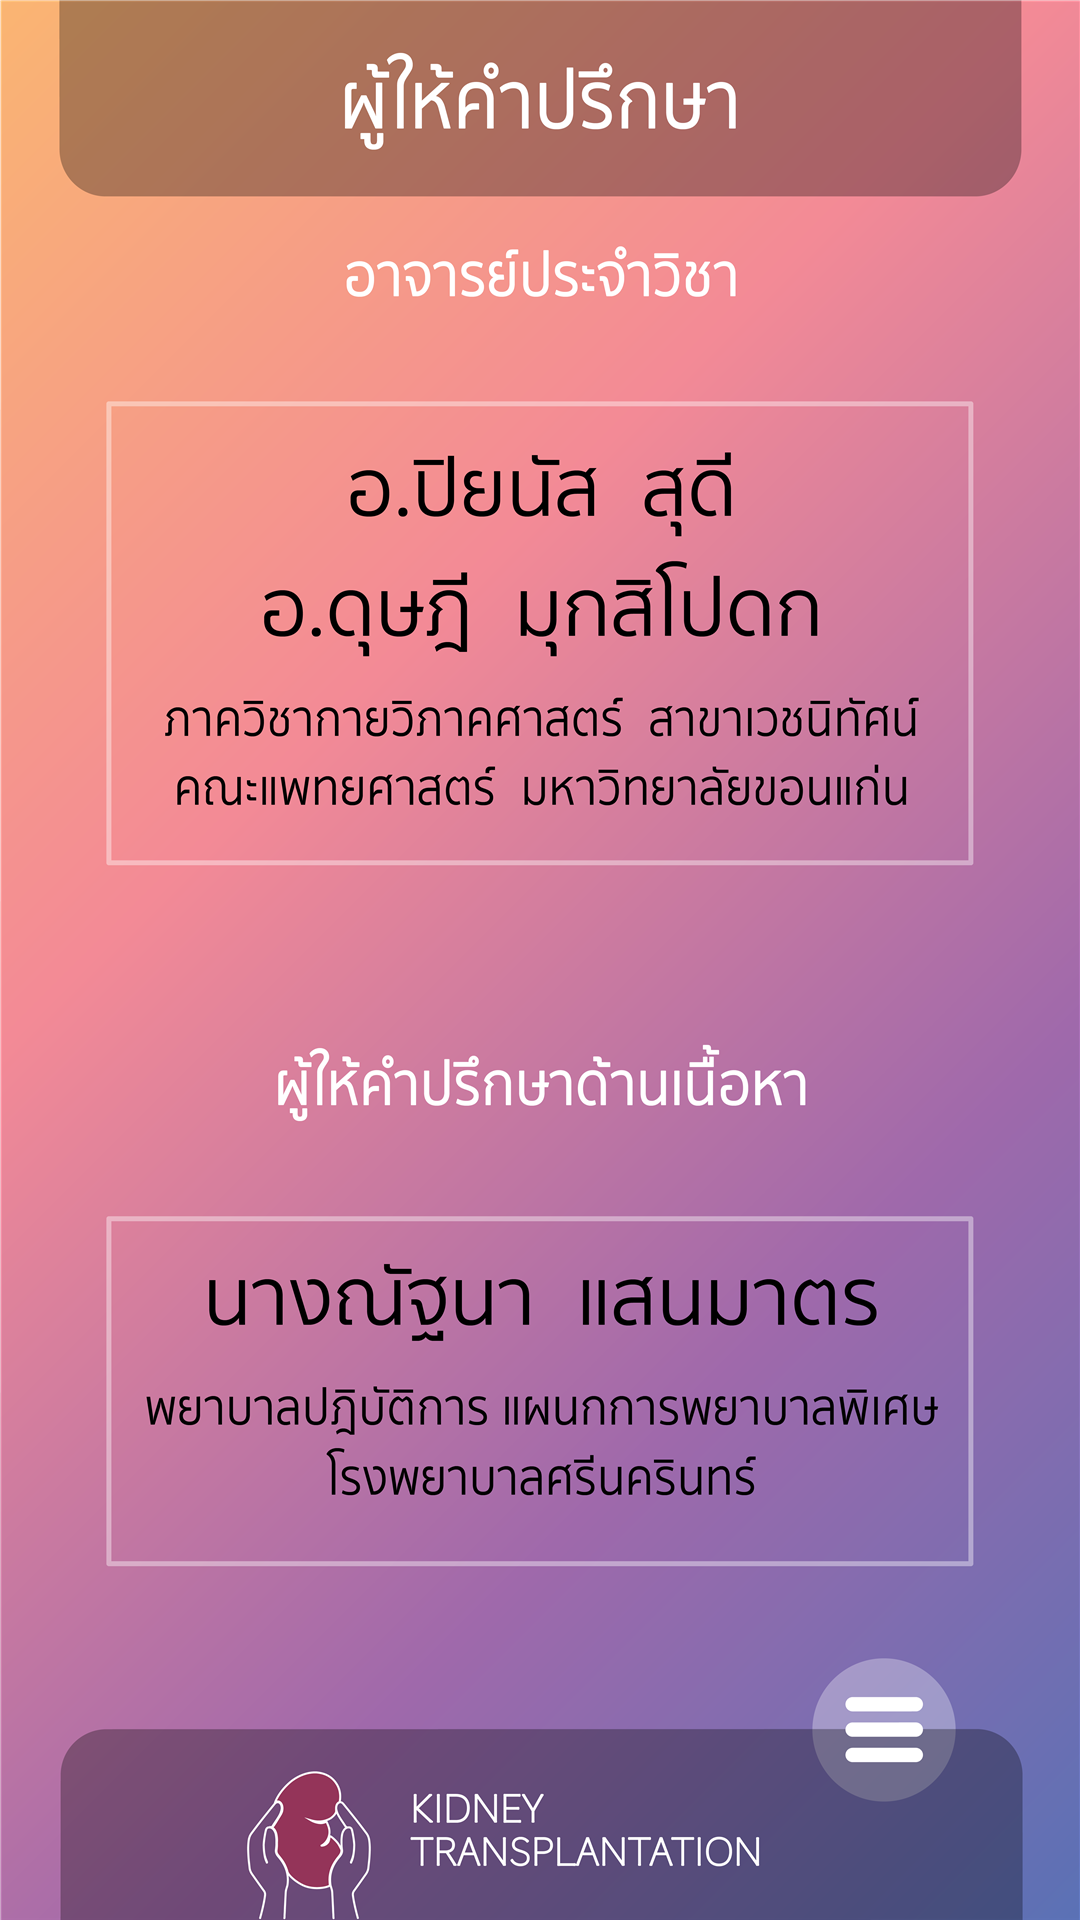 ผู้ให้คำปรึกษา
อาจารย์ประจำวิชา
อ.ปิยนัส สุดี
อ.ดุษฎี มุกสิโปดก
ภาควิชากายวิภาคศาสตร์ สาขาเวชนิทัศน์
คณะแพทยศาสตร์ มหาวิทยาลัยขอนแก่น
ผู้ให้คำปรึกษาด้านเนื้อหา
นางณัฐนา แสนมาตร
พยาบาลปฎิบัติการ แผนกการพยาบาลพิเศษ
โรงพยาบาลศรีนครินทร์
KIDNEY
TRANSPLANTATION